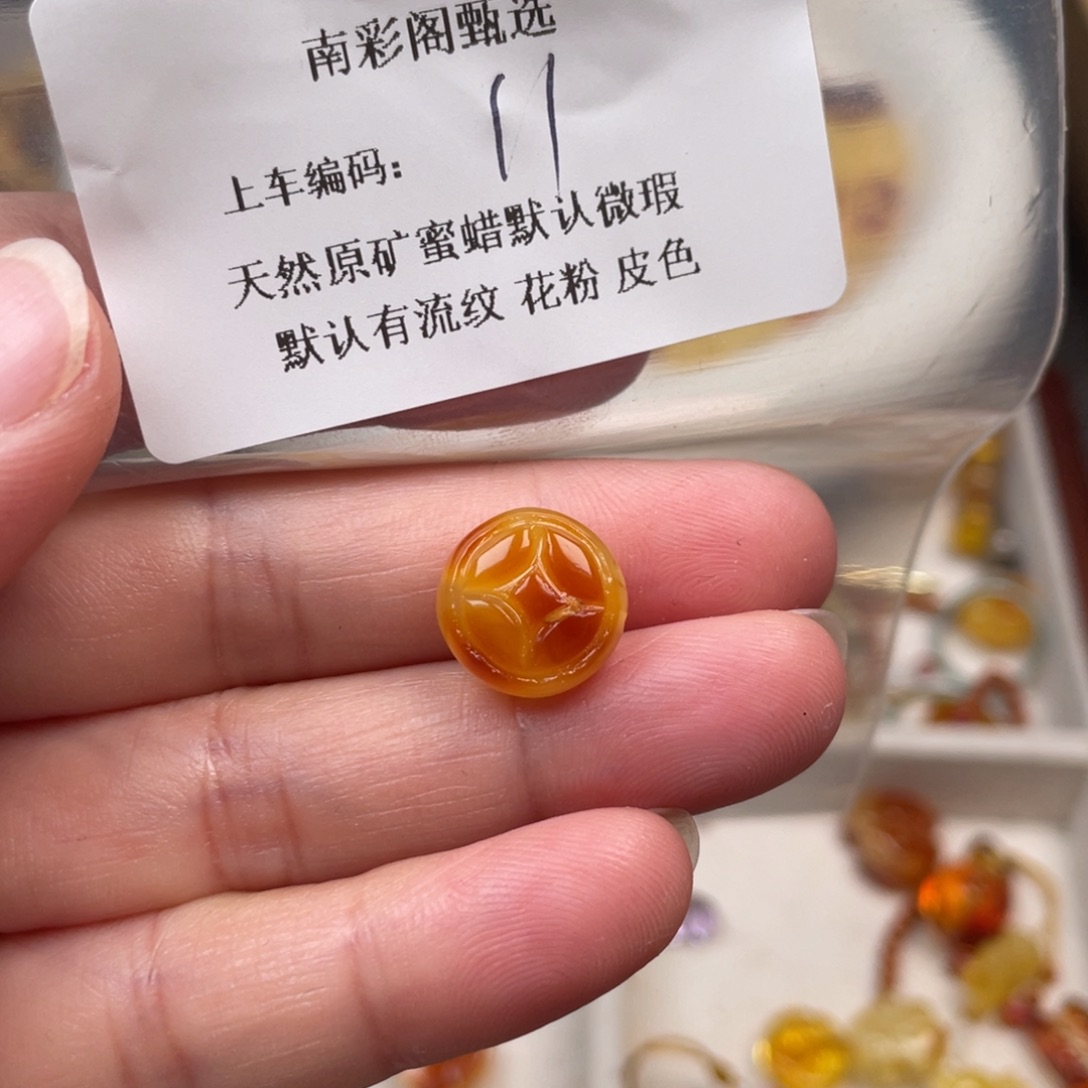 南彩阁甄选
上车编码: 11
天然原矿蜜蜡默认微瑕
默认有流纹 花粉 皮色